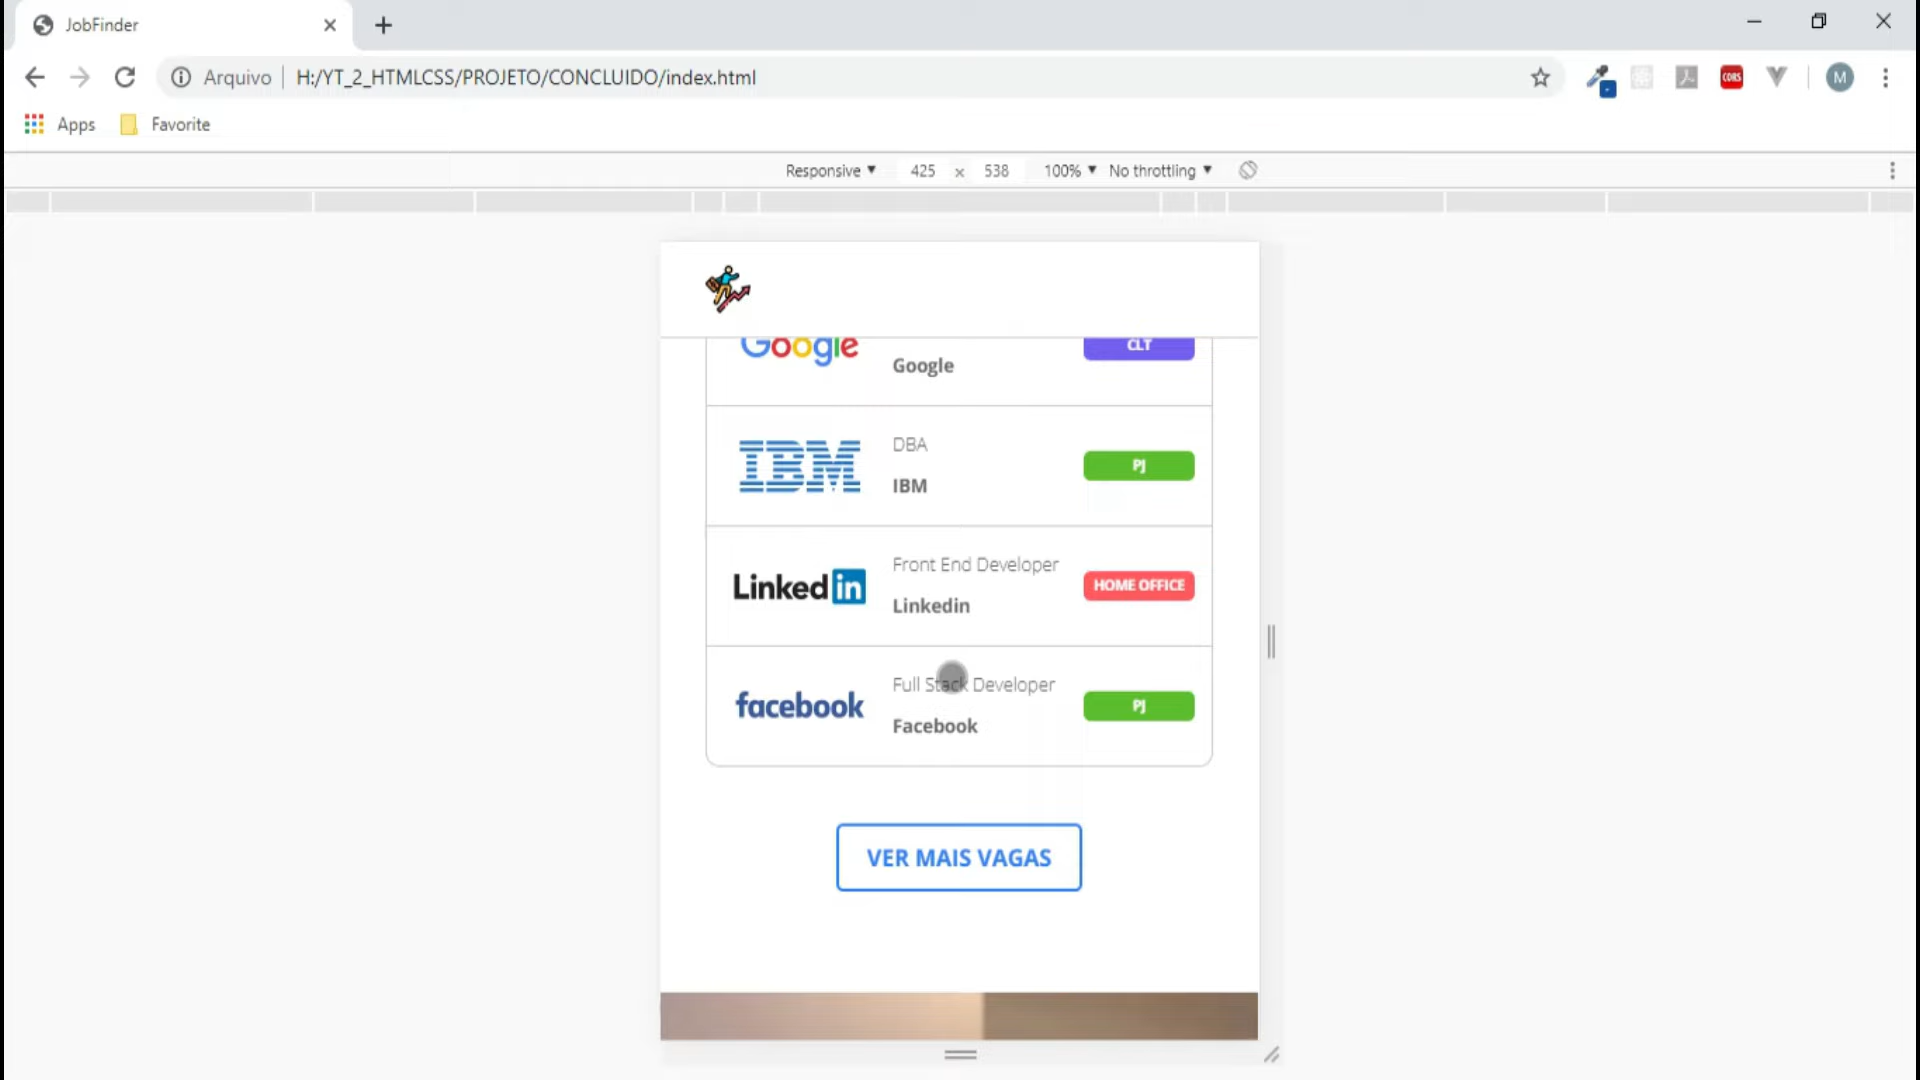 JobFinder
Arquivo H:/YT_2_HTMLCSS/PROJETO/CONCLUIDO/index.html
CORS
M
Apps Favorite
Responsive 425 x 538 100% No throttling
Google Google CLT
DBA
IBM IBM PJ
Front End Developer
Linkedin Linkedin HOME OFFICE
Full Stack Developer
facebook Facebook PJ
VER MAIS VAGAS